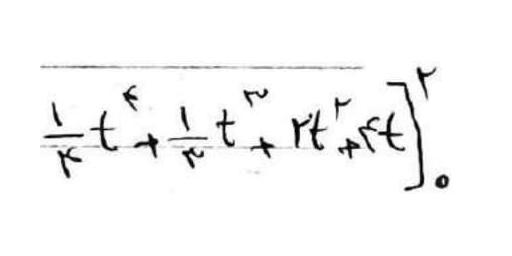 ۱/۴ t^۴ + ۱/۳ t^۳ + ۲t^۲ + ۴t]_۰^۲